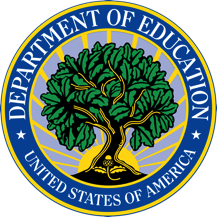 DEPARTMENT OF EDUCATION
UNITED STATES OF AMERICA